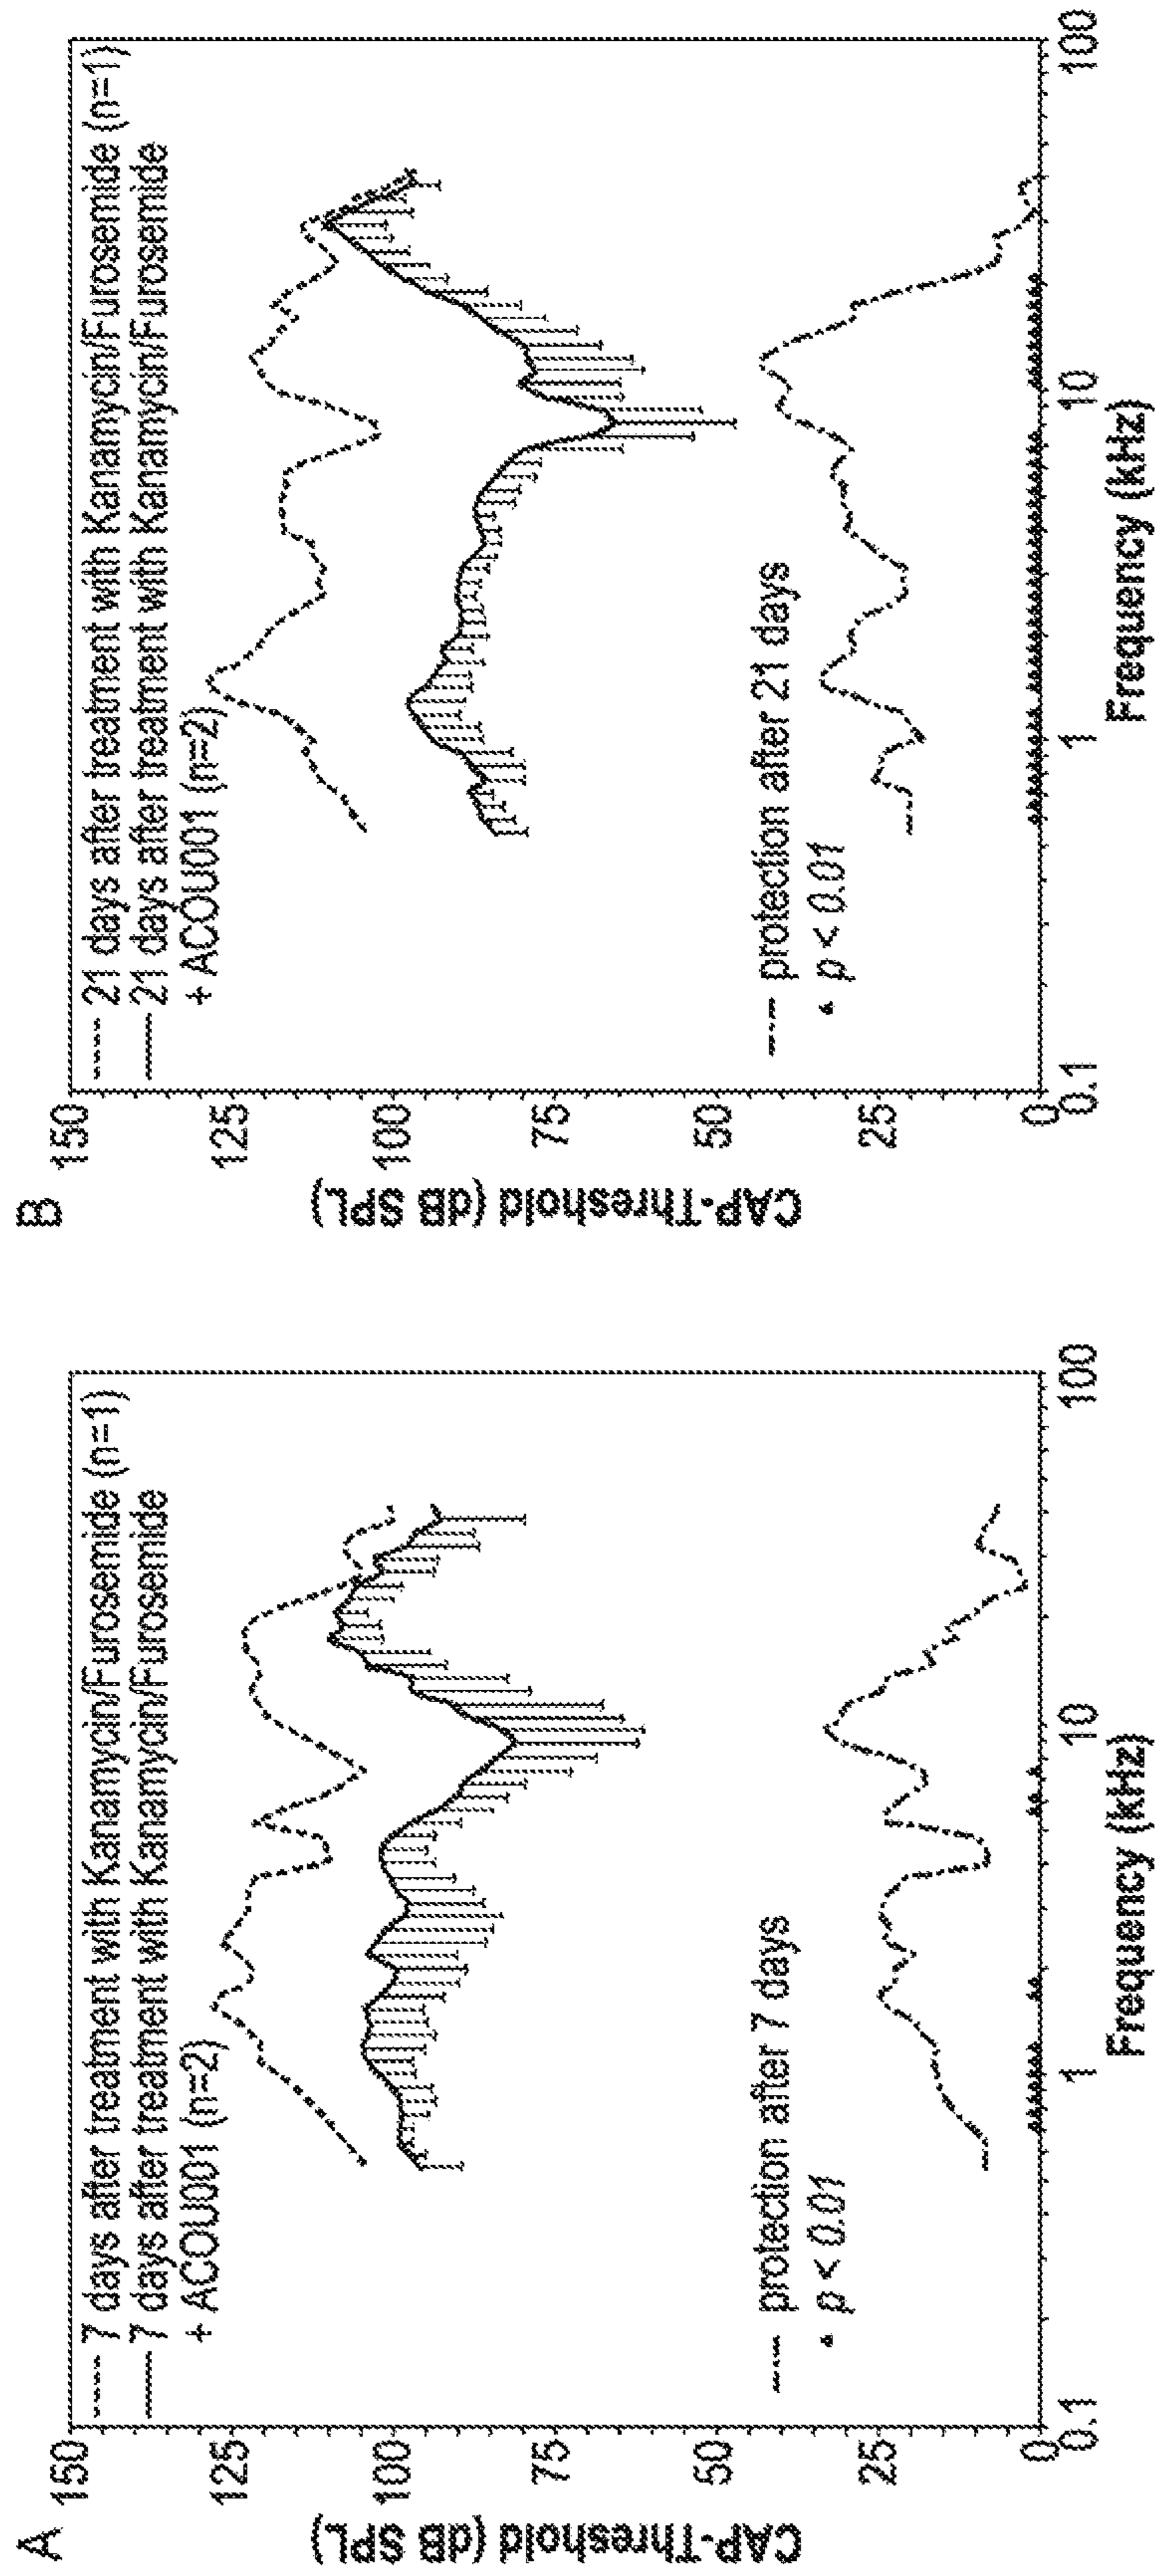 A
150
125
100
75
50
25
0
CAP-Threshold (dB SPL)
7 days after treatment with Kanamycin/Furosemide (n=1)
7 days after treatment with Kanamycin/Furosemide
+ ACOU001 (n=2)
protection after 7 days
p < 0.01
0.1
1
10
100
Frequency (kHz)
B
150
125
100
75
50
25
0
CAP-Threshold (dB SPL)
21 days after treatment with Kanamycin/Furosemide (n=1)
21 days after treatment with Kanamycin/Furosemide
+ ACOU001 (n=2)
protection after 21 days
p < 0.01
0.1
1
10
100
Frequency (kHz)